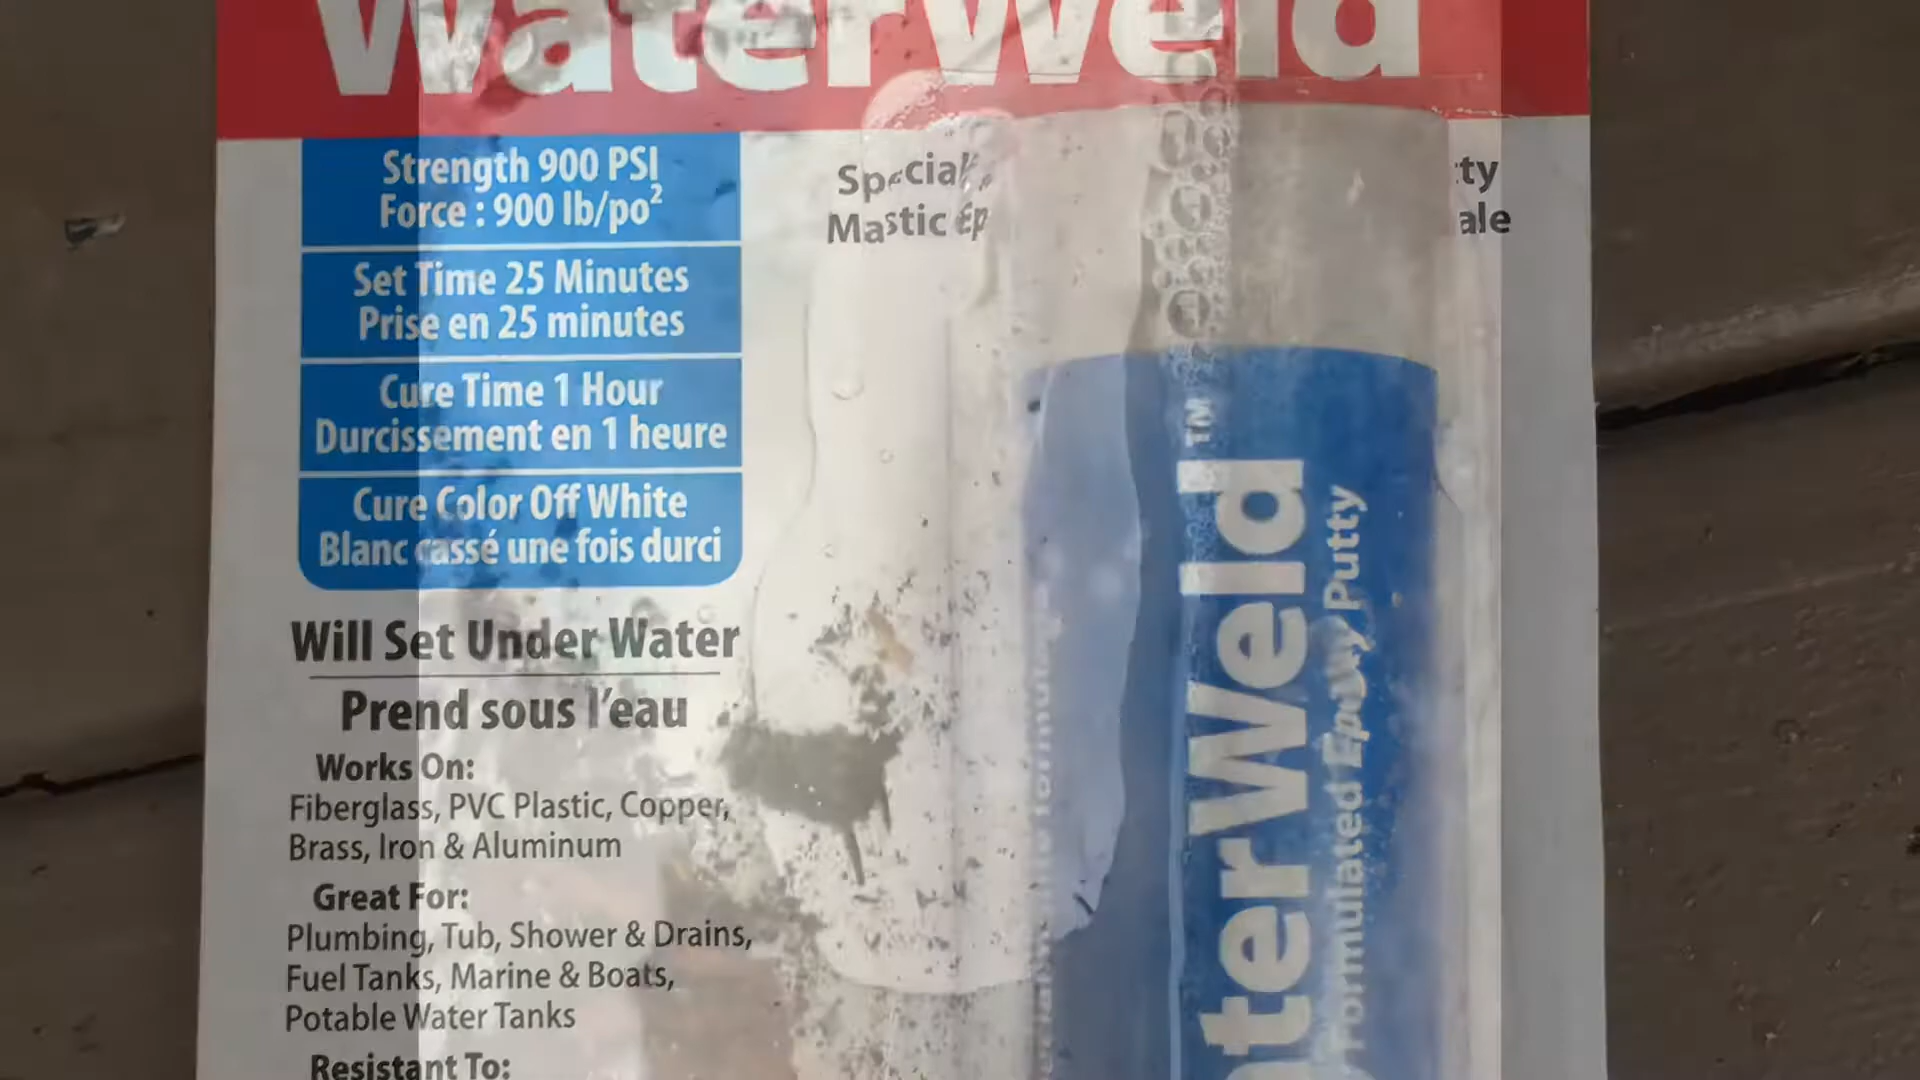 WaterWeld
Strength 900 PSI
Force : 900 lb/po²
Set Time 25 Minutes
Prise en 25 minutes
Cure Time 1 Hour
Durcissement en 1 heure
Cure Color Off White
Blanc cassé une fois durci
Will Set Under Water
Prend sous l'eau
Works On:
Fiberglass, PVC Plastic, Copper,
Brass, Iron & Aluminum
Great For:
Plumbing, Tub, Shower & Drains,
Fuel Tanks, Marine & Boats,
Potable Water Tanks
Resistant To:
Mastic Ep
ty
ale
terWeld™
Formulated Epoxy Putty